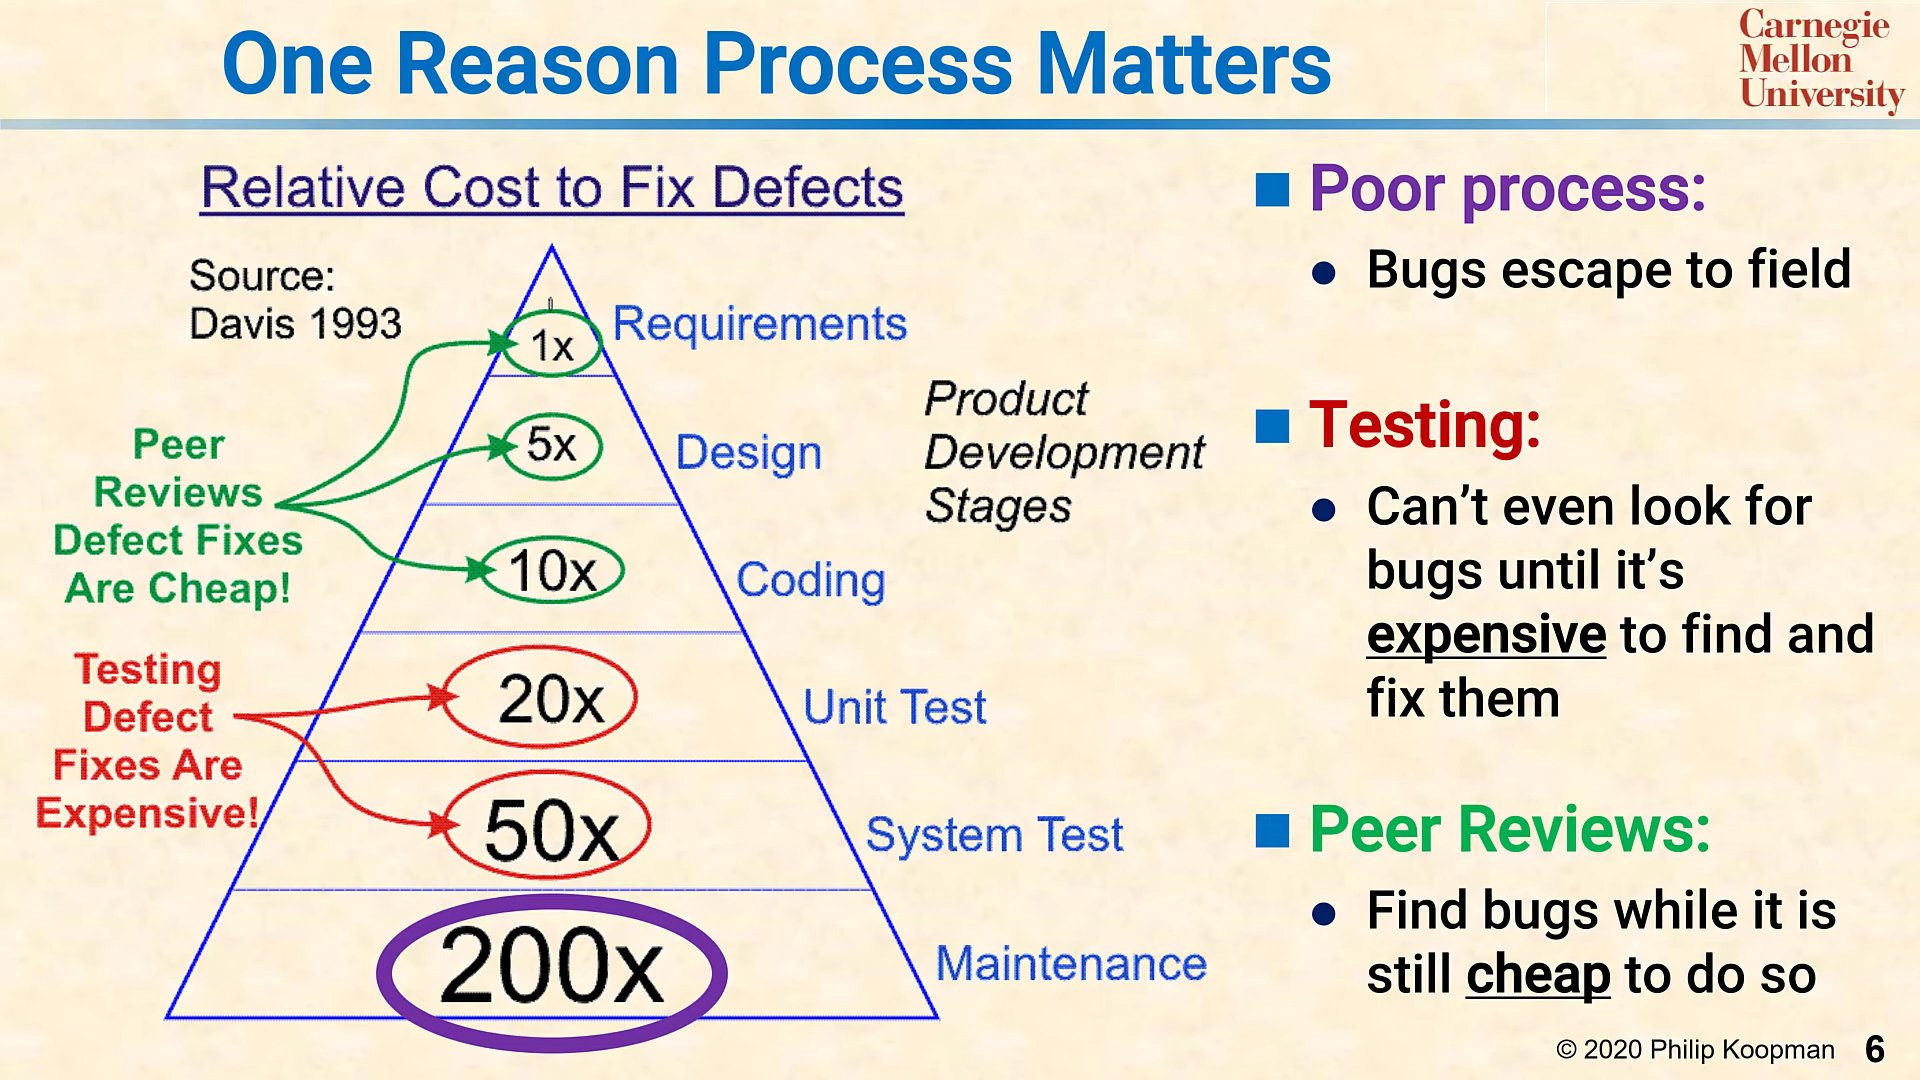 One Reason Process Matters
Carnegie
Mellon
University
Relative Cost to Fix Defects
Source:
Davis 1993
1x
Requirements
5x
Design
10x
Coding
20x
Unit Test
50x
System Test
200x
Maintenance
Product
Development
Stages
Peer
Reviews
Defect Fixes
Are Cheap!
Testing
Defect
Fixes Are
Expensive!
Poor process:
Bugs escape to field
Testing:
Can’t even look for
bugs until it’s
expensive to find and
fix them
Peer Reviews:
Find bugs while it is
still cheap to do so
© 2020 Philip Koopman 6